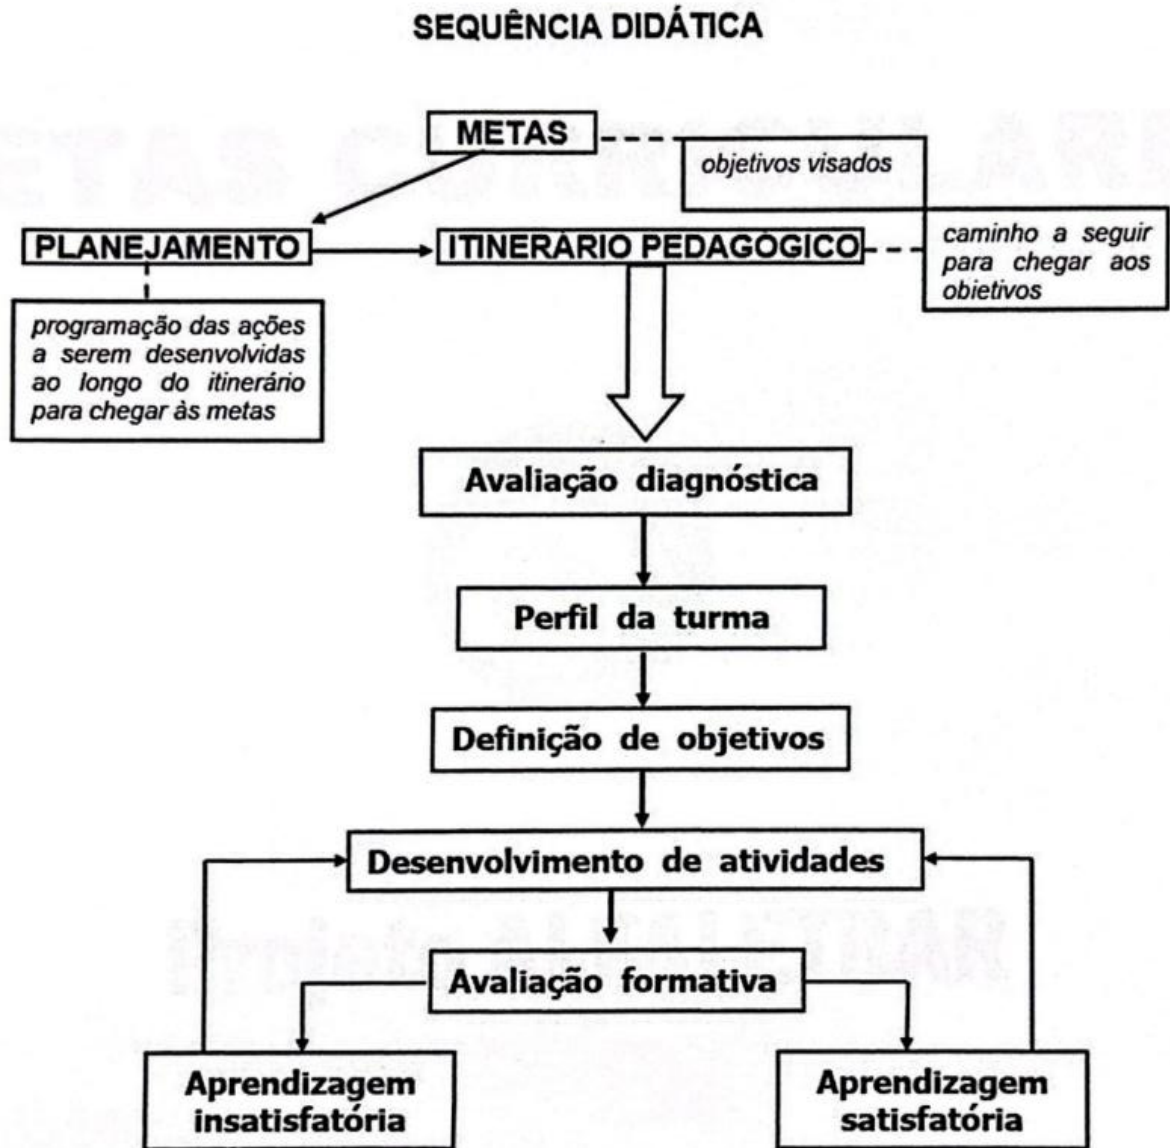 SEQUÊNCIA DIDÁTICA
METAS
objetivos visados
PLANEJAMENTO
ITINERÁRIO PEDAGÓGICO
caminho a seguir
para chegar aos
objetivos
programação das ações
a serem desenvolvidas
ao longo do itinerário
para chegar às metas
Avaliação diagnóstica
Perfil da turma
Definição de objetivos
Desenvolvimento de atividades
Avaliação formativa
Aprendizagem
insatisfatória
Aprendizagem
satisfatória